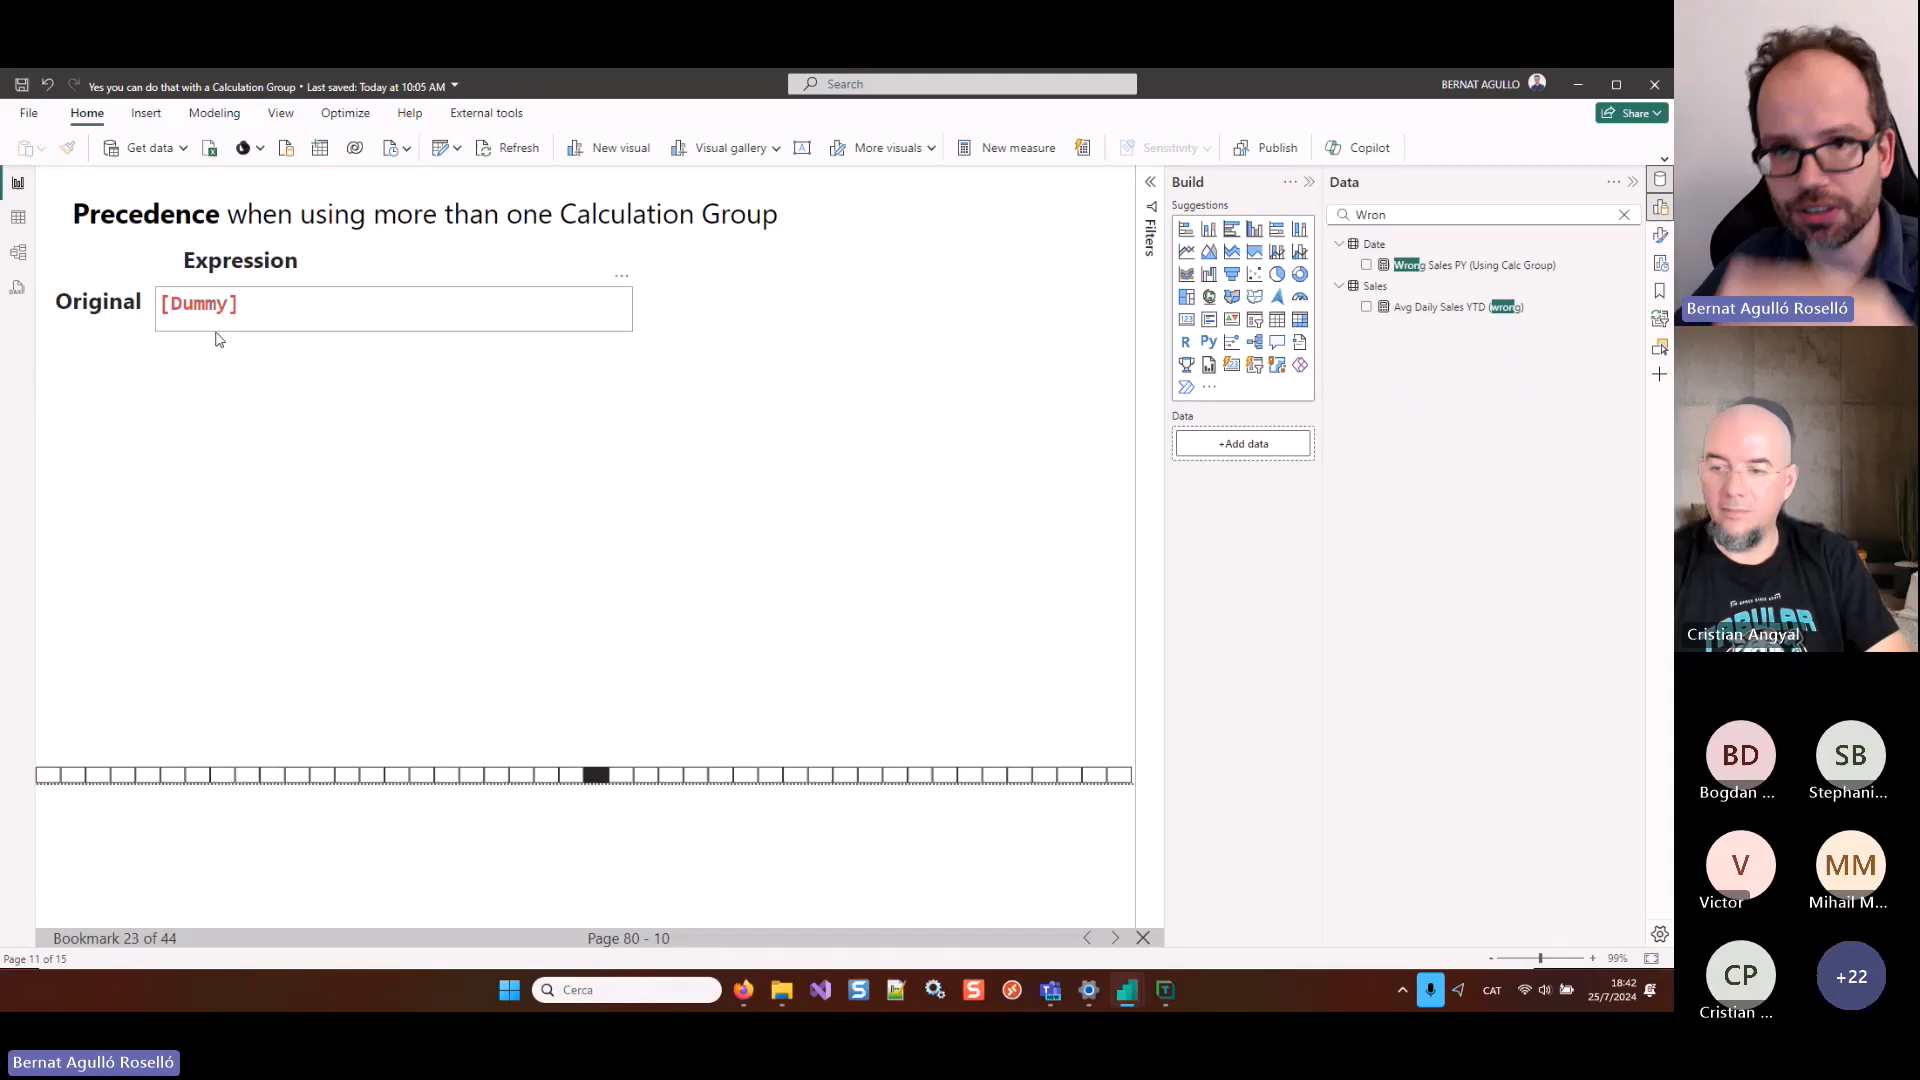 Yes you can do that with a Calculation Group • Last saved: Today at 10:05 AM
Search
BERNAT AGULLO
File
Home
Insert
Modeling
View
Optimize
Help
External tools
Share
Get data
Refresh
New visual
Visual gallery
More visuals
New measure
Sensitivity
Publish
Copilot
Precedence when using more than one Calculation Group
Expression
Original
[Dummy]
Filters
Build
Suggestions
R
Py
123
Data
+Add data
Data
Wron
Date
Wrong Sales PY (Using Calc Group)
Sales
Avg Daily Sales YTD (wrong)
Bookmark 23 of 44
Page 80 - 10
Page 11 of 15
99%
Cerca
CAT
18:42
25/7/2024
Bernat Agulló Roselló
TABULAR
Cristian Angyal
BD
Bogdan ...
SB
Stephani...
V
Victor
MM
Mihail M...
CP
Cristian ...
+22
Bernat Agulló Roselló